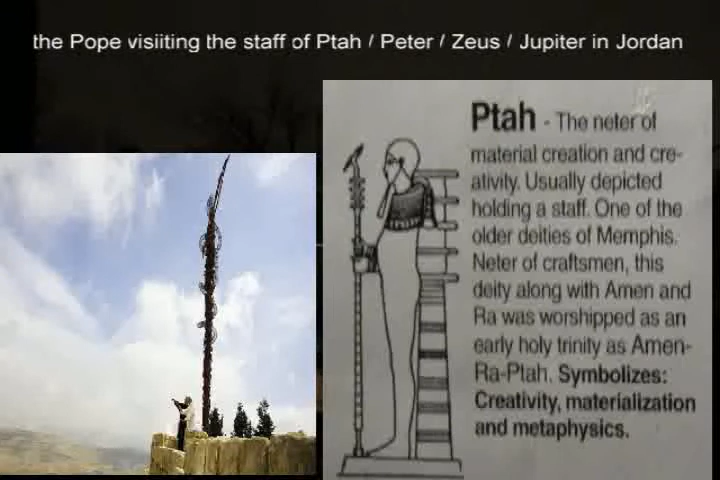 the Pope visiiting the staff of Ptah / Peter / Zeus / Jupiter in Jordan
Ptah - The neter of
material creation and cre-
ativity. Usually depicted
holding a staff. One of the
older deities of Memphis.
Neter of craftsmen, this
deity along with Amen and
Ra was worshipped as an
early holy trinity as Amen-
Ra-Ptah. Symbolizes:
Creativity, materialization
and metaphysics.